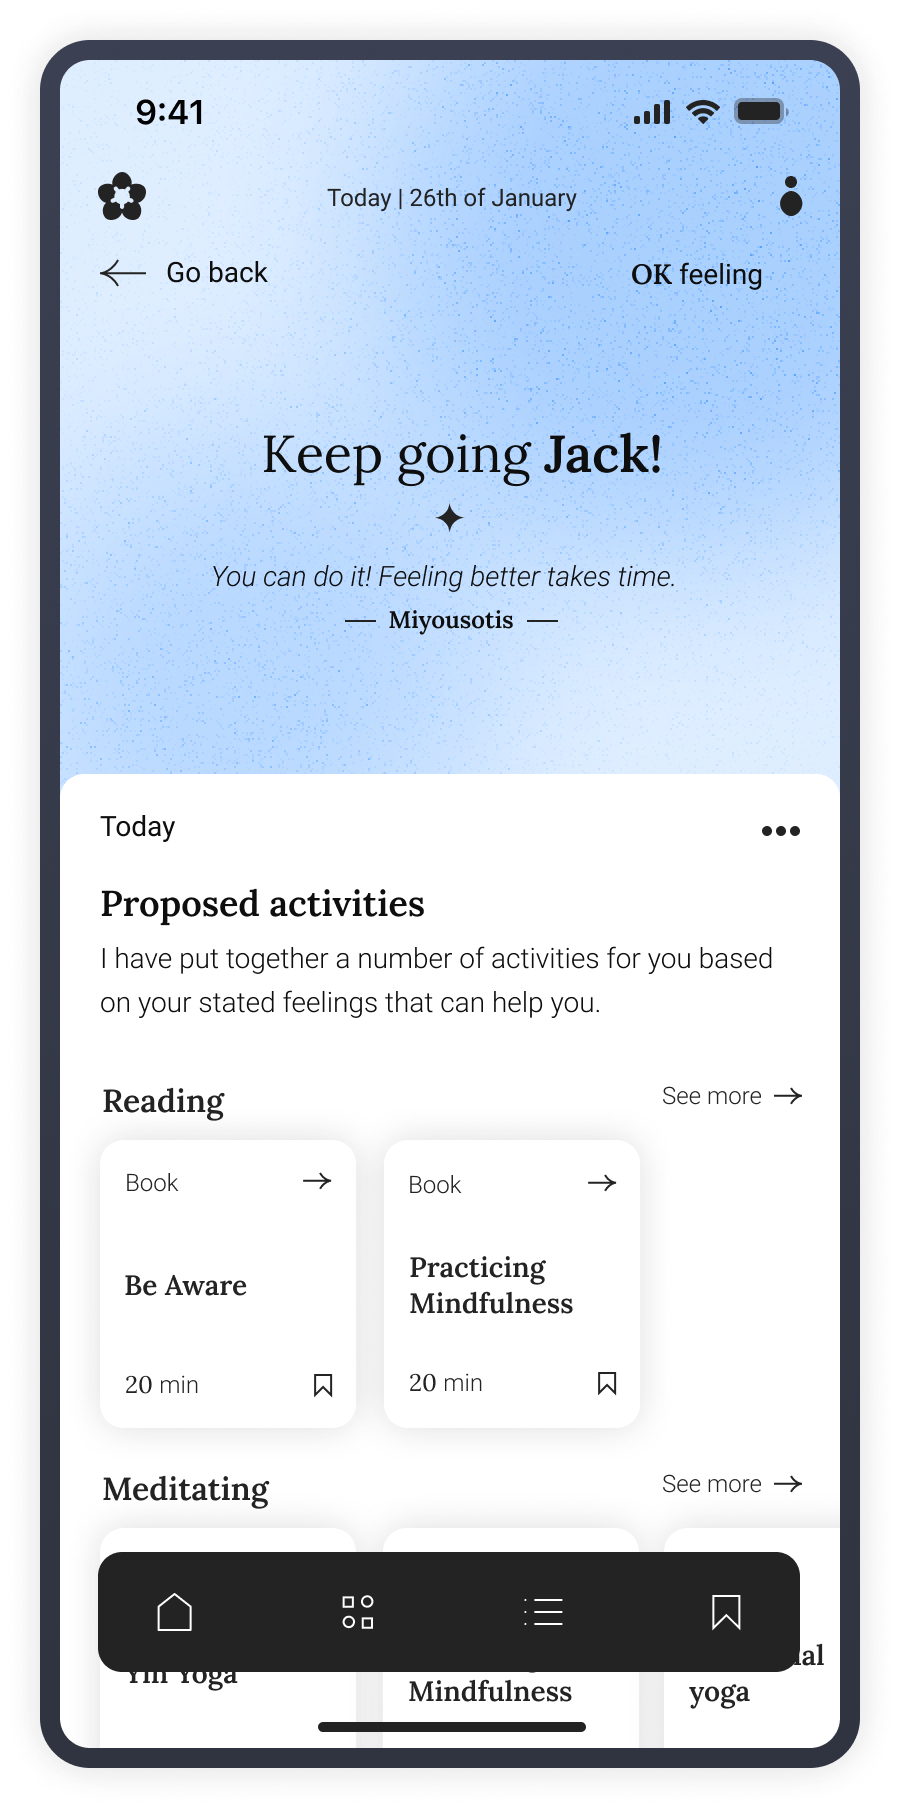 9:41
Today | 26th of January
Go back
OK feeling
Keep going Jack!
You can do it! Feeling better takes time.
Miyousotis
Today
Proposed activities
I have put together a number of activities for you based
on your stated feelings that can help you.
Reading
See more
Book
Be Aware
20 min
Book
Practicing
Mindfulness
20 min
Meditating
See more
Yin Yoga
Mindfulness
yoga